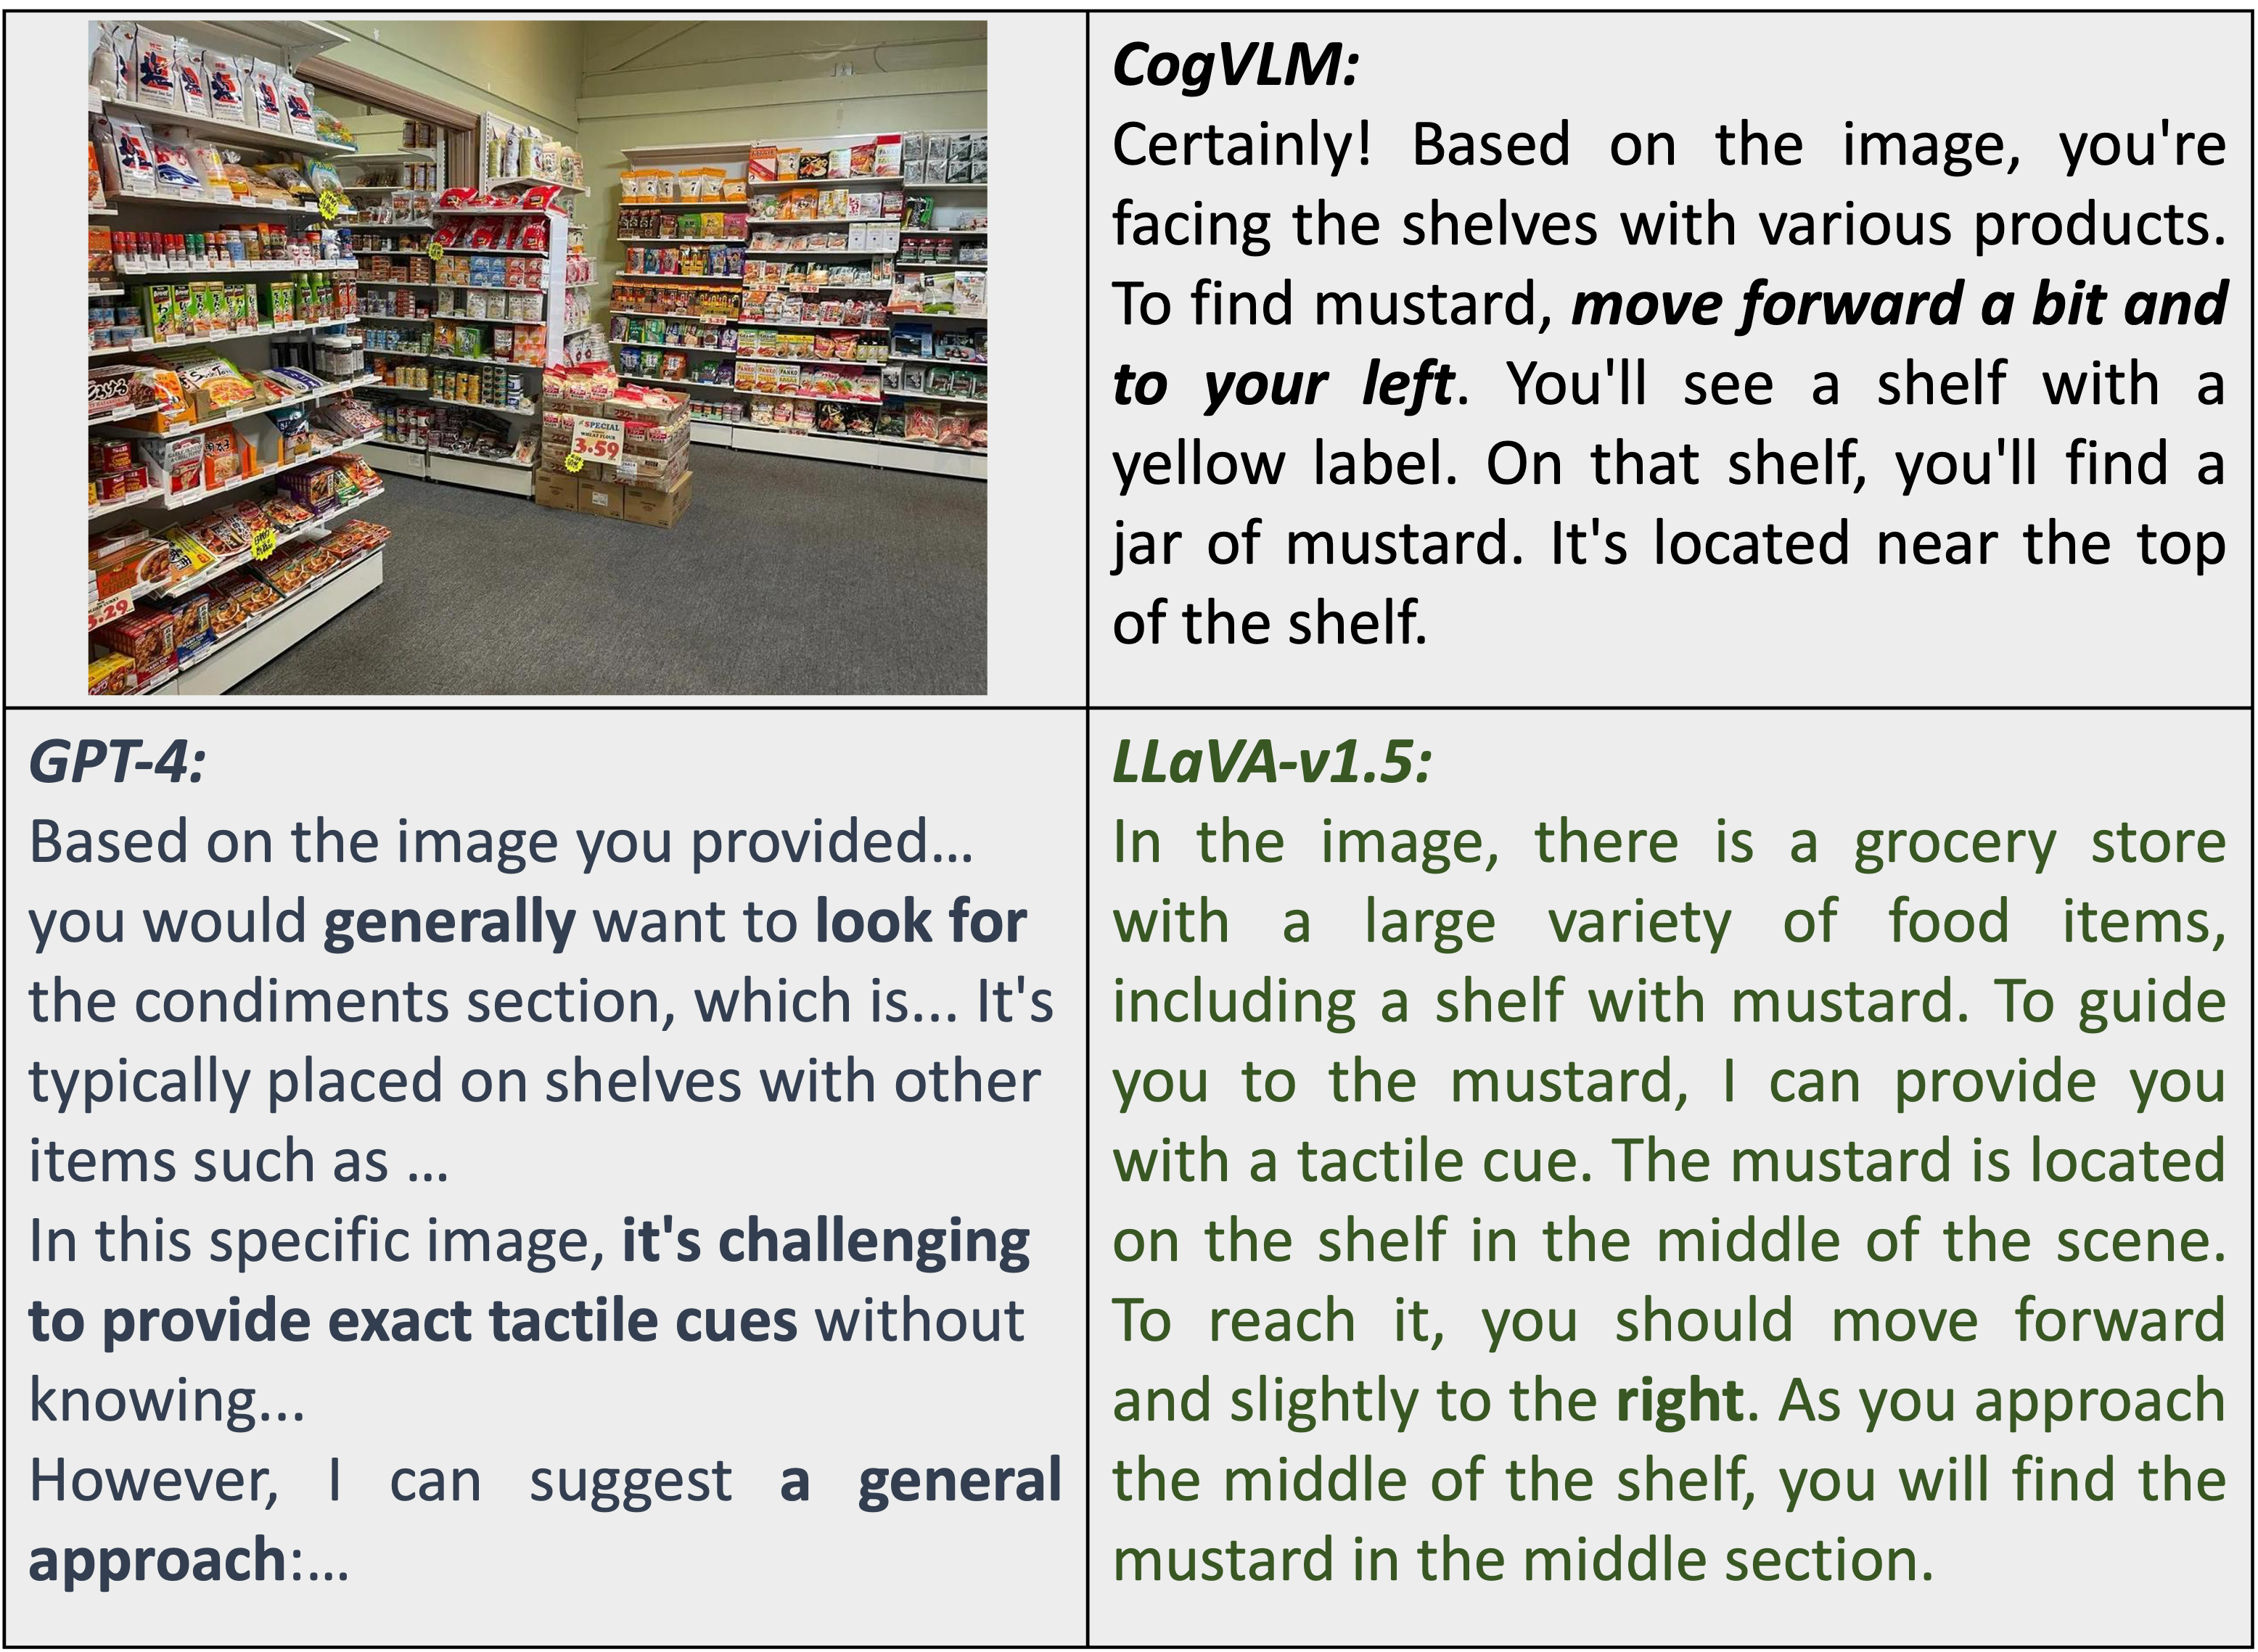 SPECIAL
WHEAT FLOUR
3.59
CogVLM:
Certainly! Based on the image, you're
facing the shelves with various products.
To find mustard, move forward a bit and
to your left. You'll see a shelf with a
yellow label. On that shelf, you'll find a
jar of mustard. It's located near the top
of the shelf.
GPT-4:
Based on the image you provided...
you would generally want to look for
the condiments section, which is... It's
typically placed on shelves with other
items such as ...
In this specific image, it's challenging
to provide exact tactile cues without
knowing...
However, I can suggest a general
approach:...
LLaVA-v1.5:
In the image, there is a grocery store
with a large variety of food items,
including a shelf with mustard. To guide
you to the mustard, I can provide you
with a tactile cue. The mustard is located
on the shelf in the middle of the scene.
To reach it, you should move forward
and slightly to the right. As you approach
the middle of the shelf, you will find the
mustard in the middle section.